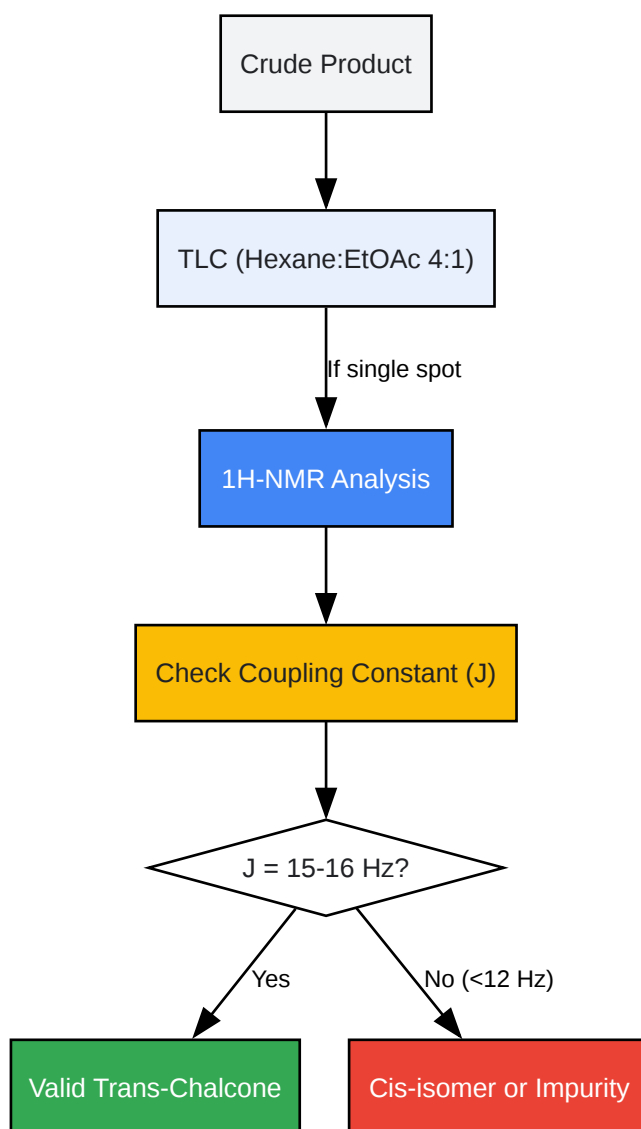 Crude Product
TLC (Hexane:EtOAc 4:1)
If single spot
1H-NMR Analysis
Check Coupling Constant (J)
J = 15-16 Hz?
Yes
No (<12 Hz)
Valid Trans-Chalcone
Cis-isomer or Impurity